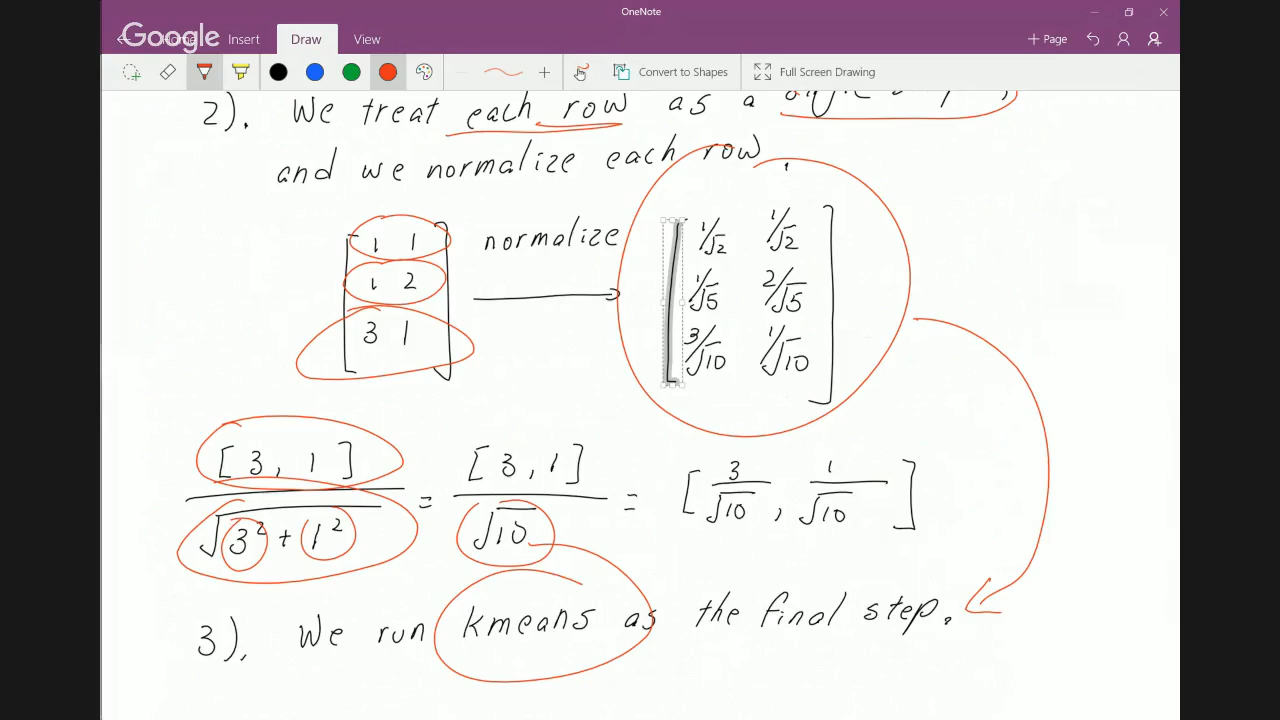 OneNote
Google
Home Insert Draw View + Page
Convert to Shapes Full Screen Drawing
2). We treat each row as a
and we normalize each row.
1 1
1 2
3 1
normalize
1/√2 1/√2
1/√5 2/√5
3/√10 1/√10
[3, 1] / √3² + 1² = [3, 1] / √10 = [3/√10, 1/√10]
3). We run kmeans as the final step.